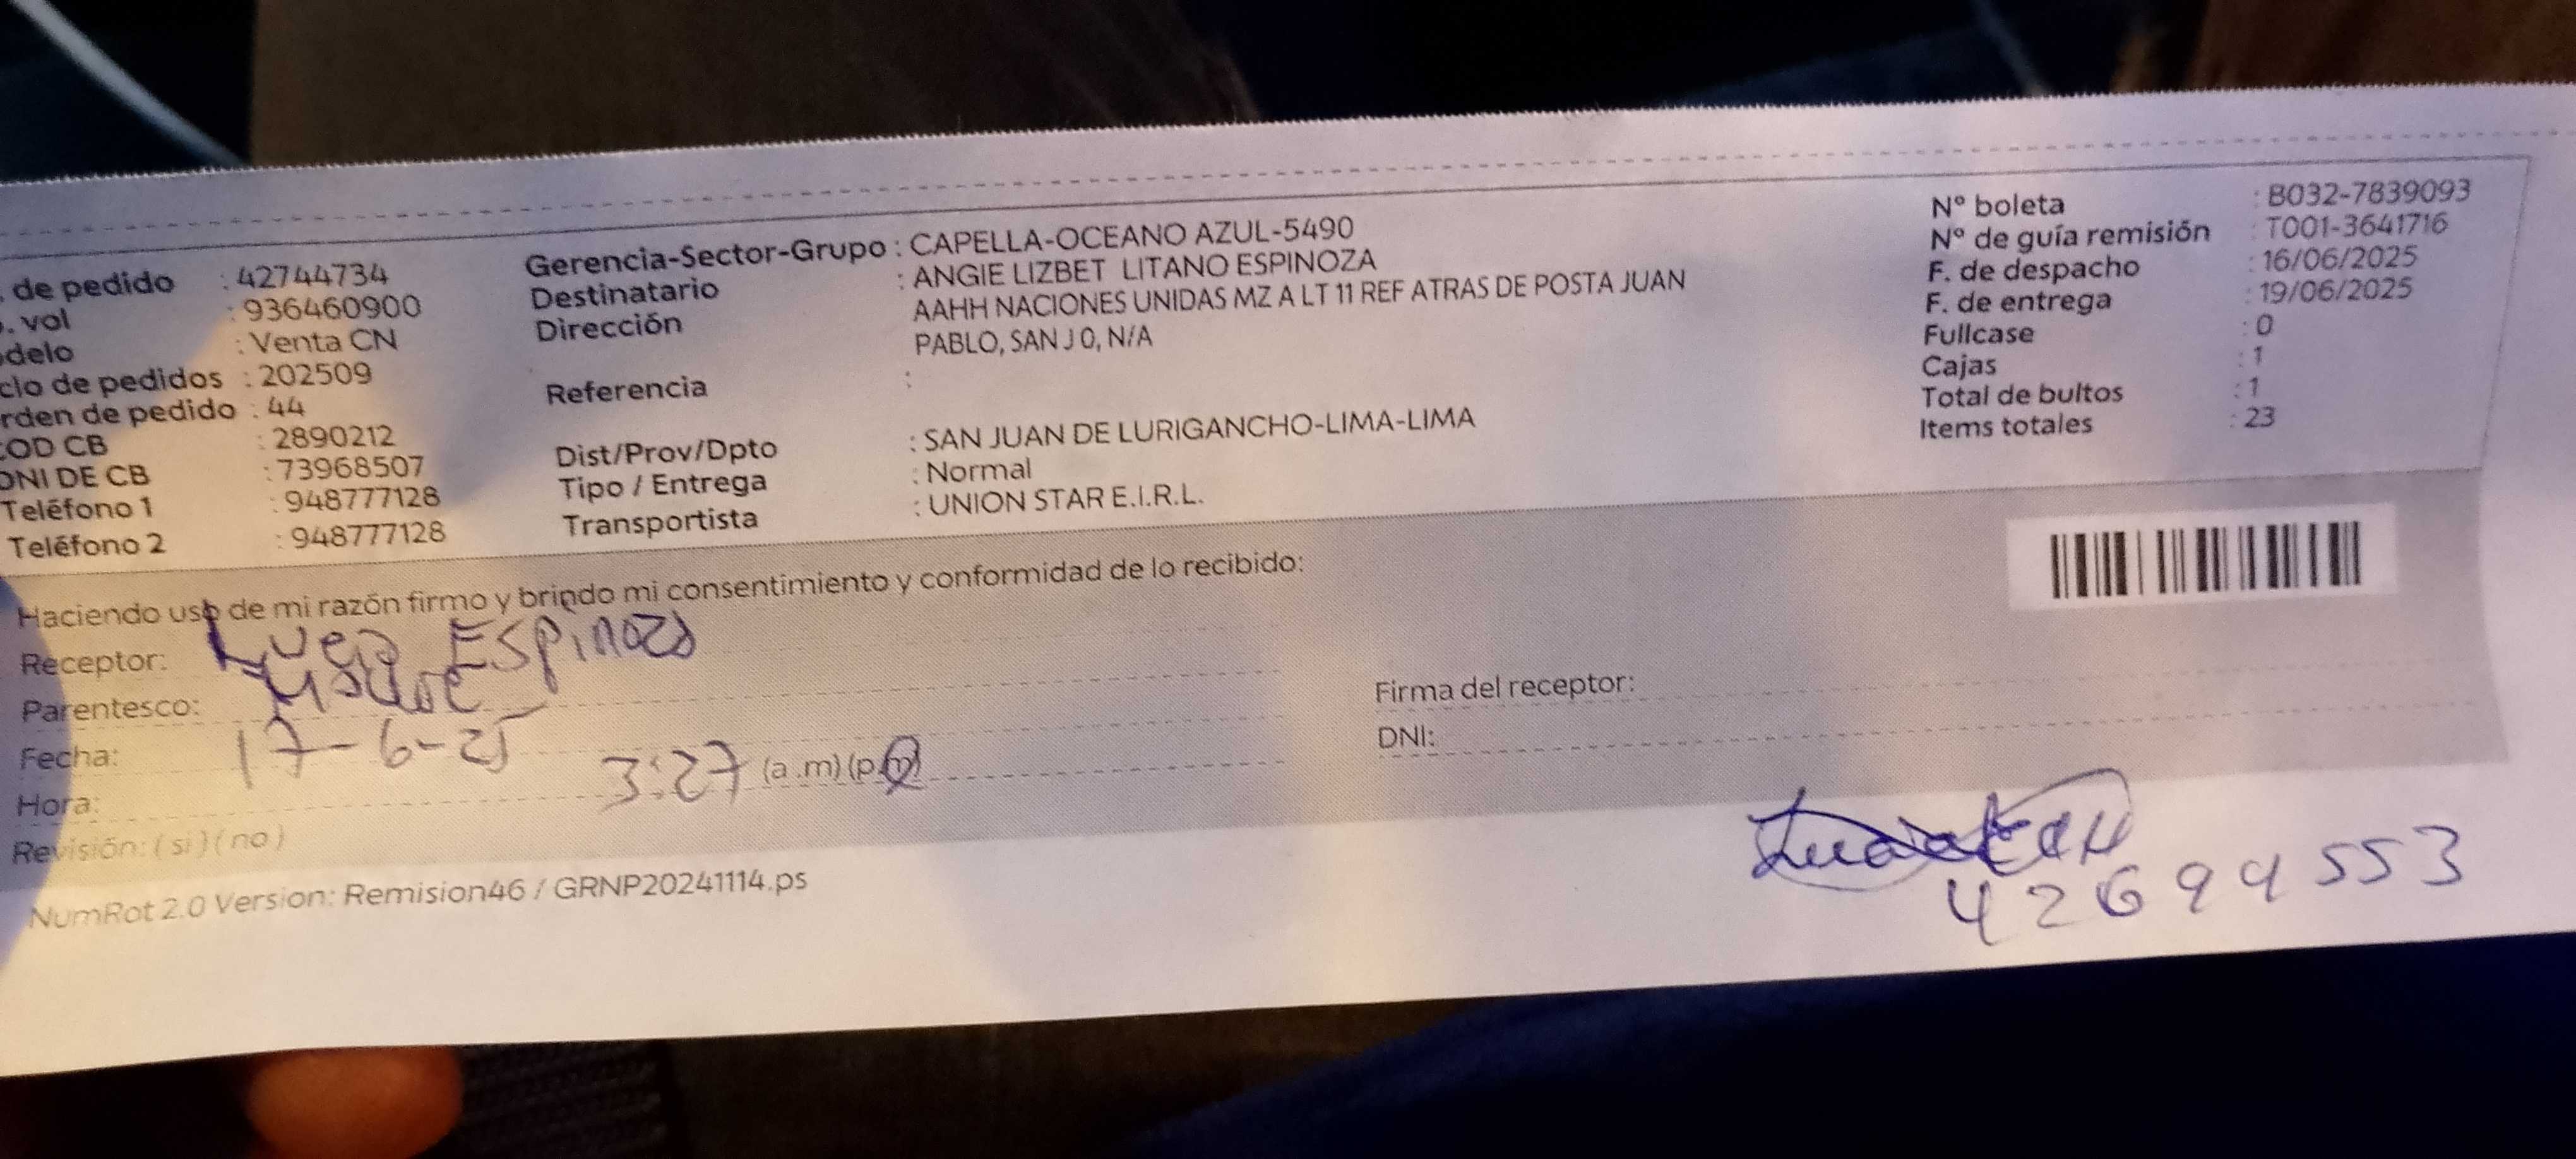 . de pedido : 42744734
. vol : 936460900
delo : Venta CN
clo de pedidos : 202509
rden de pedido : 44
COD CB : 2890212
DNI DE CB : 73968507
Teléfono 1 : 948777128
Teléfono 2 : 948777128
Gerencia-Sector-Grupo : CAPELLA-OCEANO AZUL-5490
Destinatario : ANGIE LIZBET LITANO ESPINOZA
Dirección AAHH NACIONES UNIDAS MZ A LT 11 REF ATRAS DE POSTA JUAN
PABLO, SAN J 0, N/A
Referencia :
Dist/Prov/Dpto : SAN JUAN DE LURIGANCHO-LIMA-LIMA
Tipo / Entrega : Normal
Transportista : UNION STAR E.I.R.L.
N° boleta : B032-7839093
N° de guía remisión : T001-3641716
F. de despacho : 16/06/2025
F. de entrega : 19/06/2025
Fullcase : 0
Cajas : 1
Total de bultos : 1
Items totales : 23
Haciendo uso de mi razón firmo y brindo mi consentimiento y conformidad de lo recibido:
Receptor: Espinoza
Parentesco: Madre
Fecha: 17-6-25
Hora: 3:27 (a.m) (p.m)
Revisión: ( si ) ( no )
Firma del receptor:
DNI:
42699553
NumRot 2.0 Version: Remision46 / GRNP20241114.ps